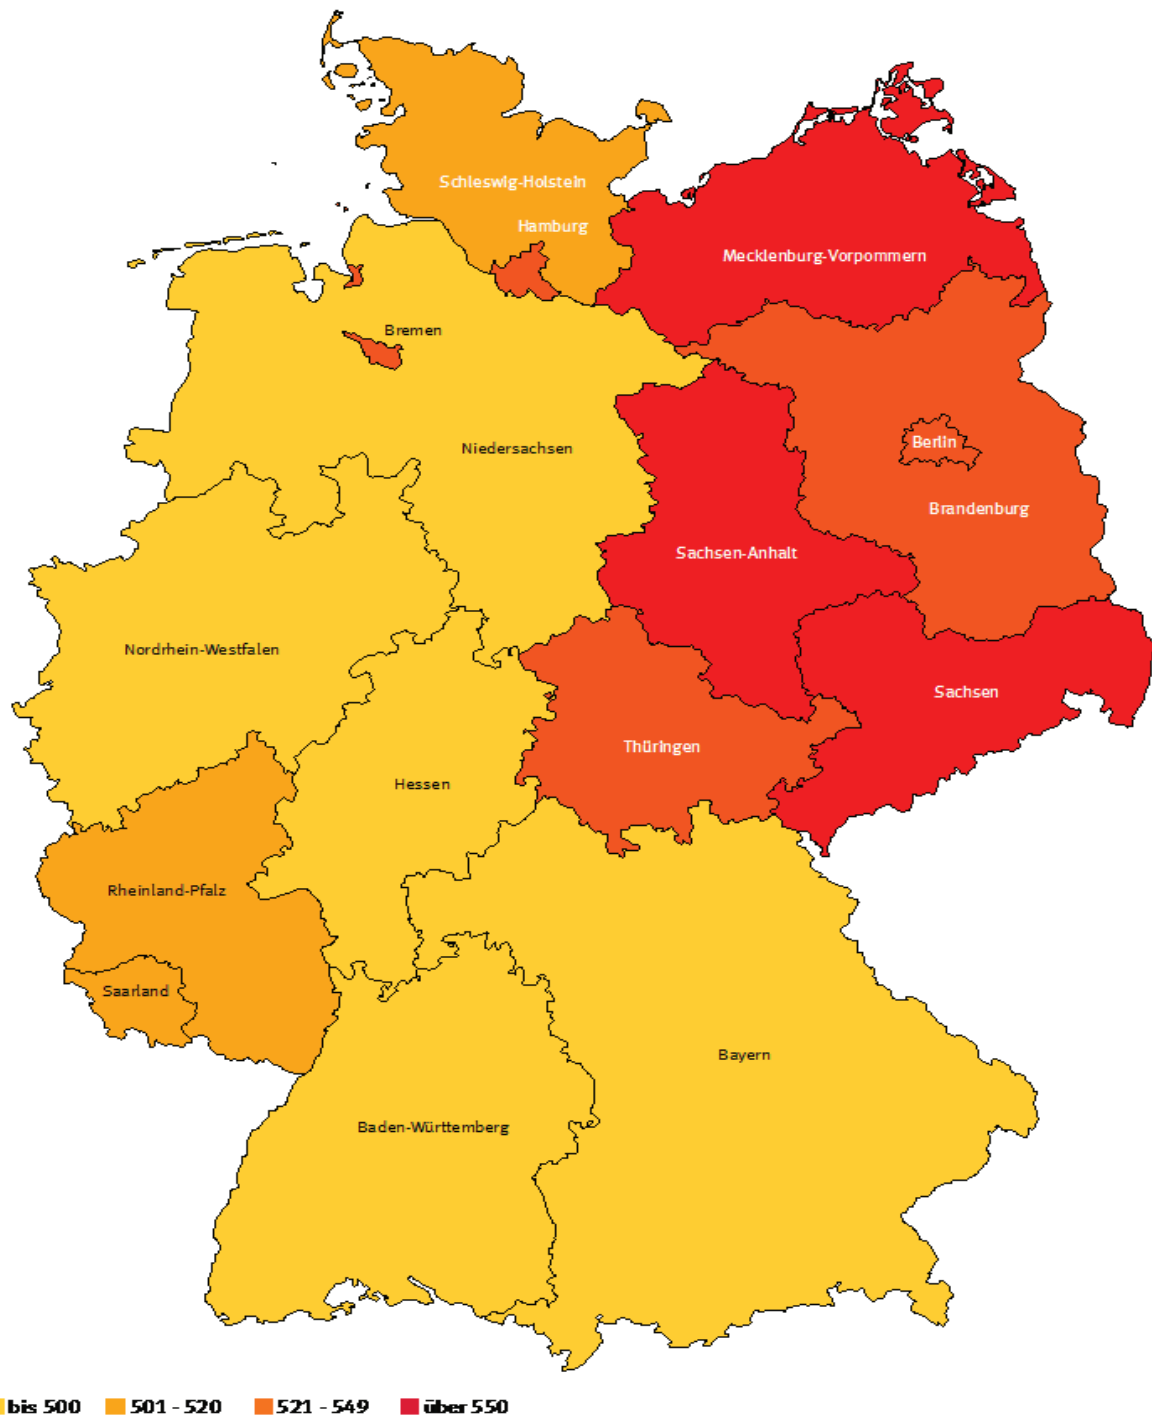 Schleswig-Holstein
Hamburg
Mecklenburg-Vorpommern
Bremen
Berlin
Niedersachsen
Brandenburg
Sachsen-Anhalt
Nordrhein-Westfalen
Sachsen
Thüringen
Hessen
Rheinland-Pfalz
Saarland
Bayern
Baden-Württemberg
bis 500 501 - 520 521 - 549 über 550